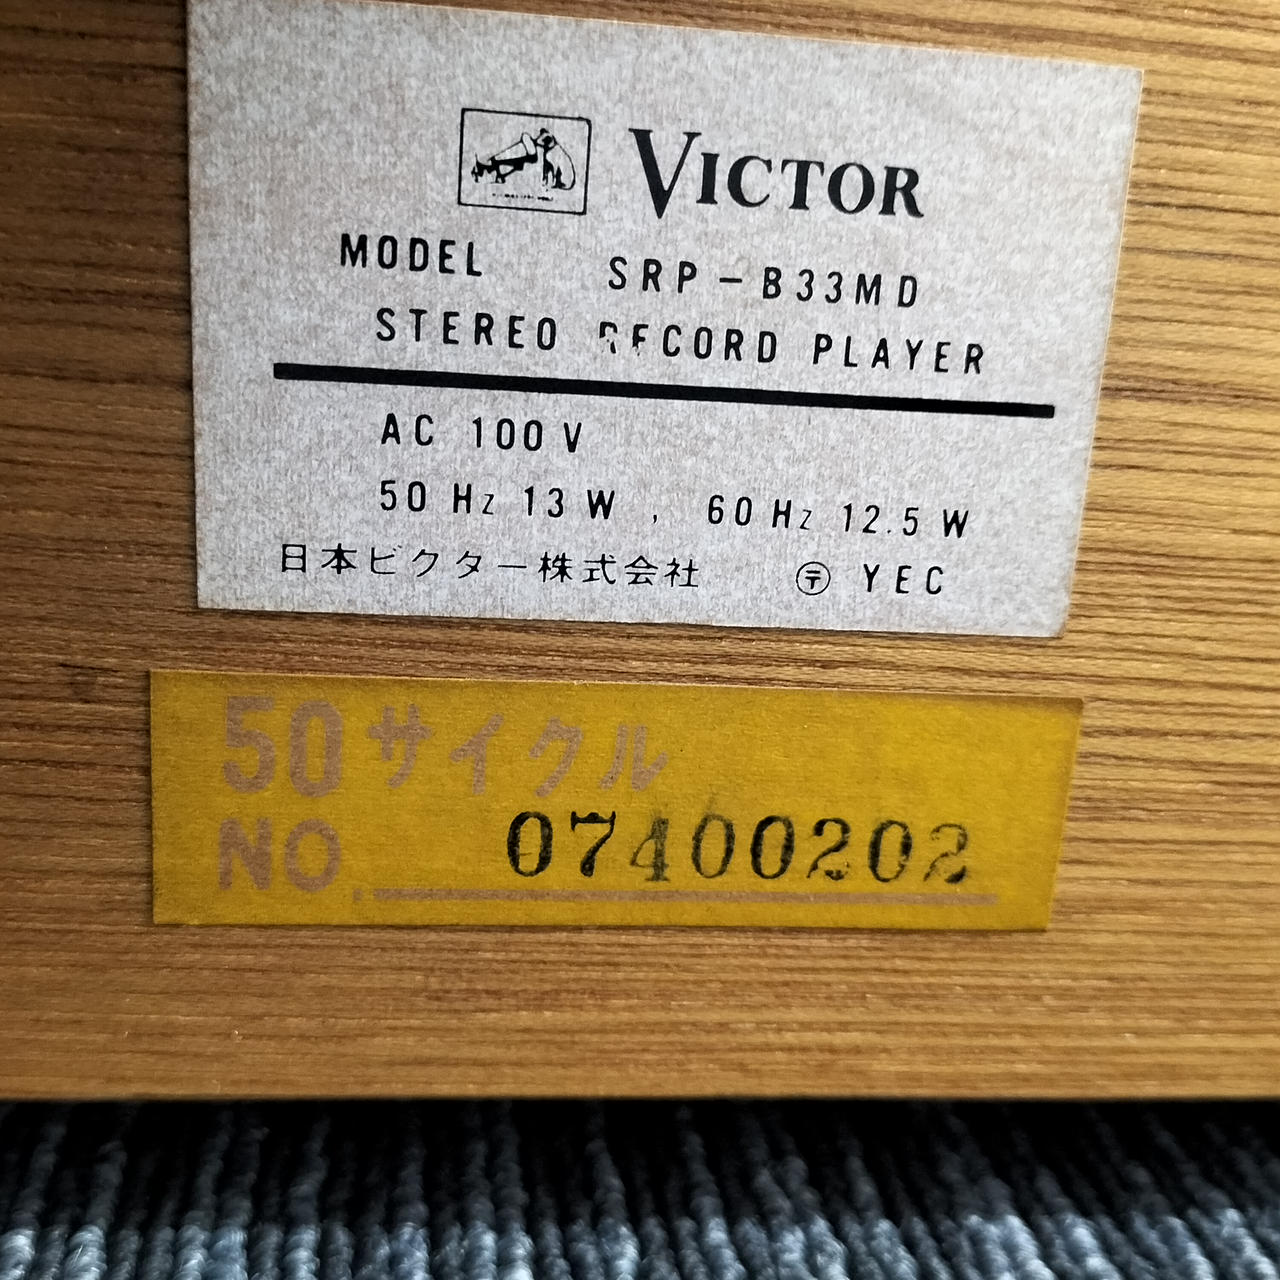 VICTOR
MODEL SRP-B33MD
STEREO RECORD PLAYER
AC 100V
50 Hz 13 W , 60 Hz 12.5 W
日本ビクター株式会社 〶 YEC
50サイクル
NO. 07400202